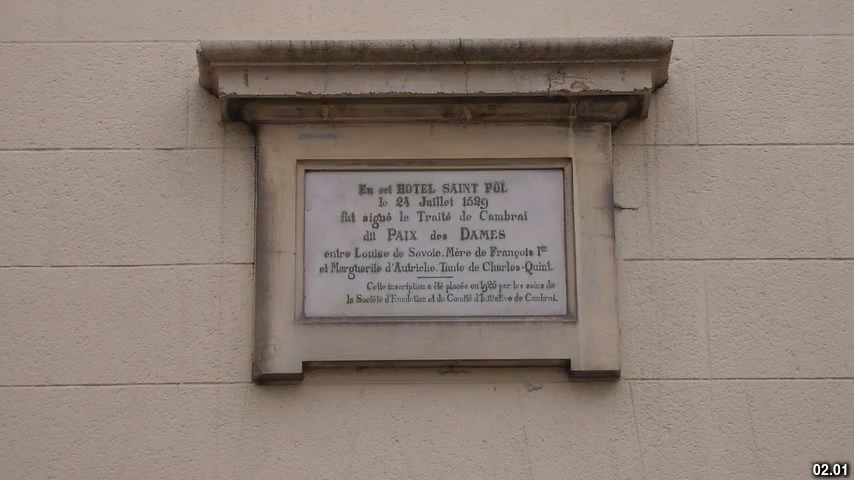 En cet HOTEL SAINT POL
le 24 Juillet 1529
fut signé le Traité de Cambrai
dit PAIX des DAMES
entre Louise de Savoie. Mère de François Ier
et Marguerite d'Autriche. Tante de Charles-Quint.
Cette inscription a été placée en 1926 par les soins de
la Société d'Emulation et du Comité d'Initiative de Cambrai.
02.01